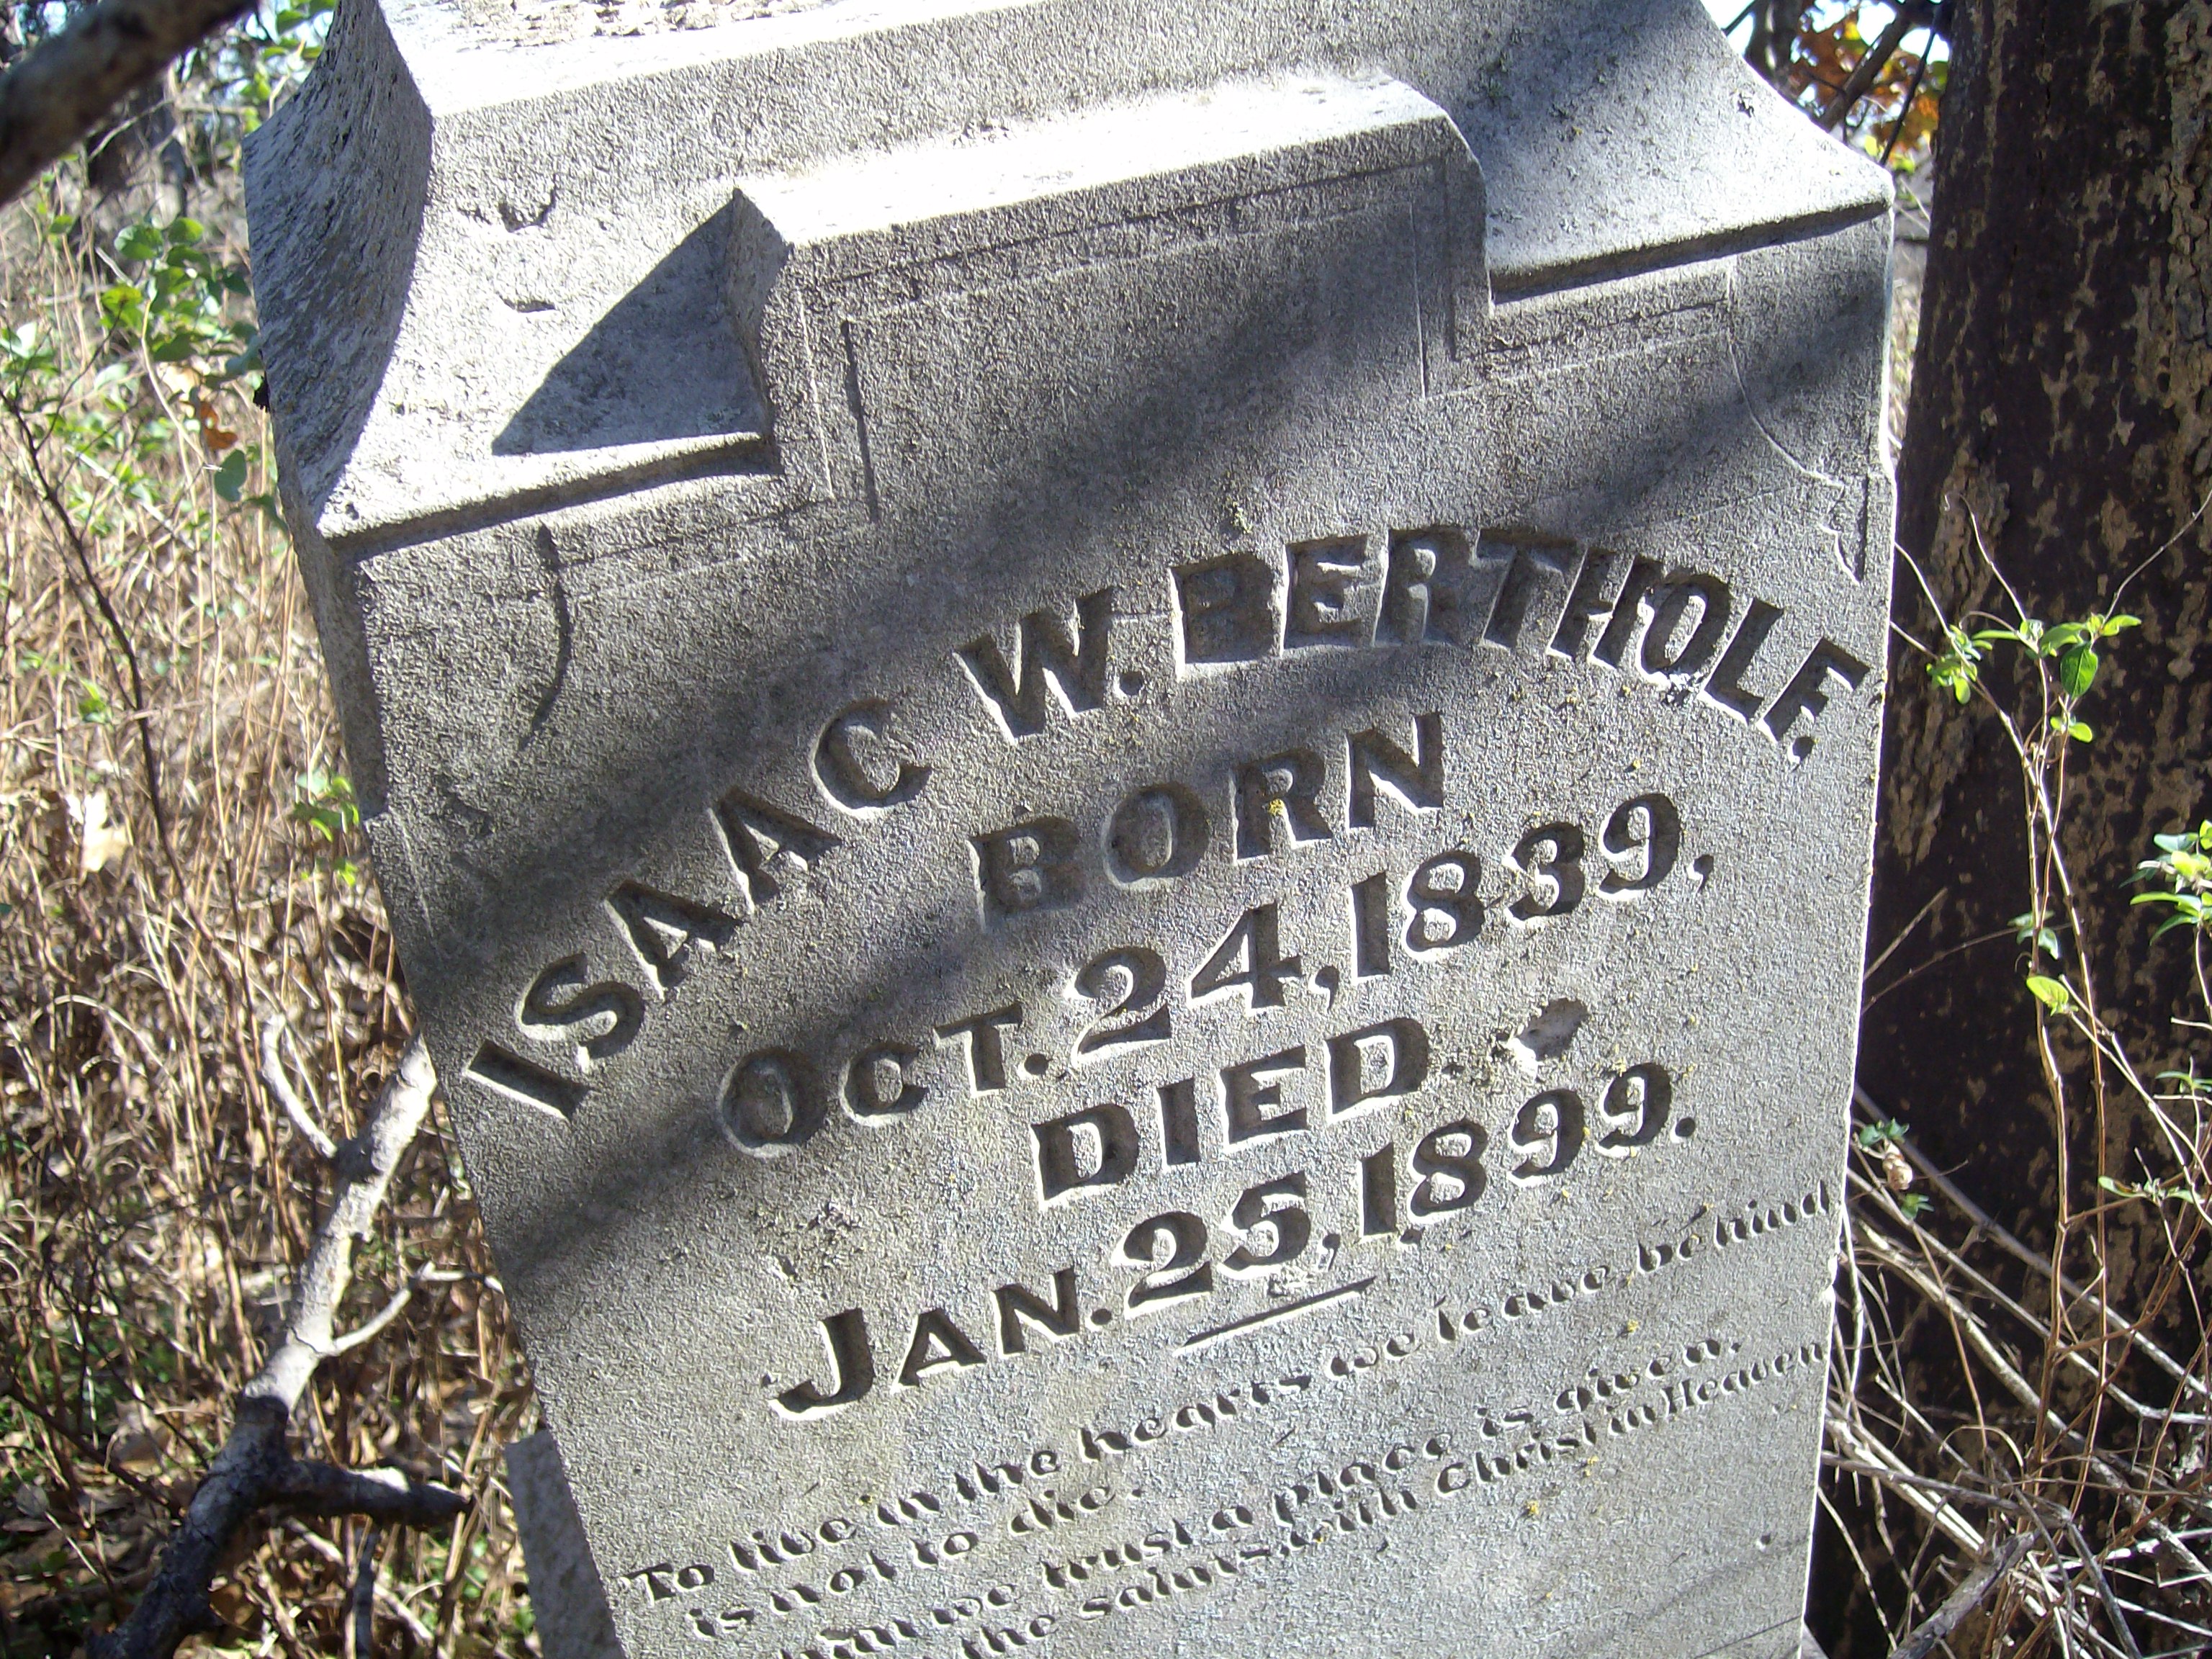 ISAAC W. BERTHOLF,
BORN
OCT. 24, 1839,
DIED
JAN. 25, 1899.
To live in the hearts we leave behind
is not to die.
we trust a place is given,
the saints, with Christ in Heaven